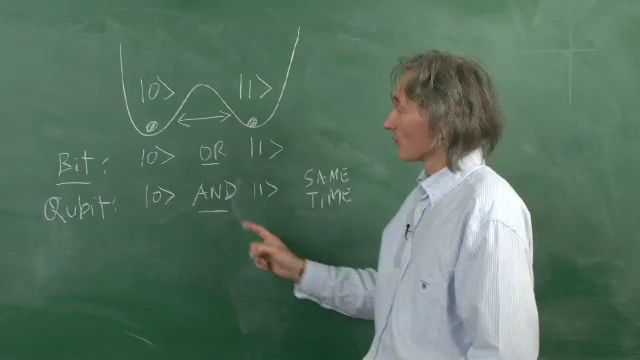 |0> |1>
Bit: |0> OR |1>
Qubit: |0> AND |1> SAME
TIME